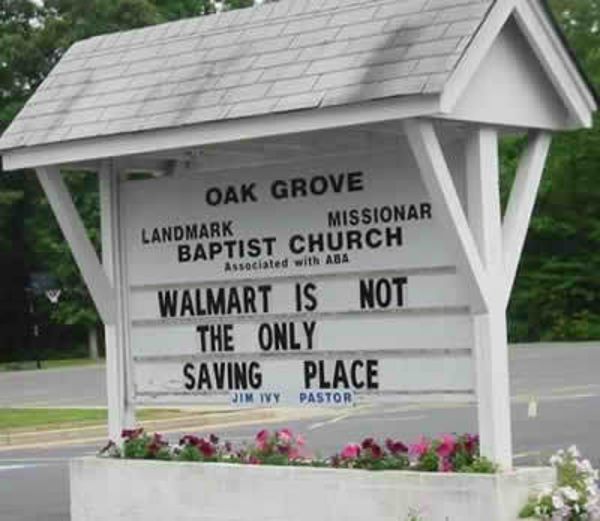 OAK GROVE
LANDMARK MISSIONAR
BAPTIST CHURCH
Associated with ABA
WALMART IS NOT
THE ONLY
SAVING PLACE
JIM IVY PASTOR